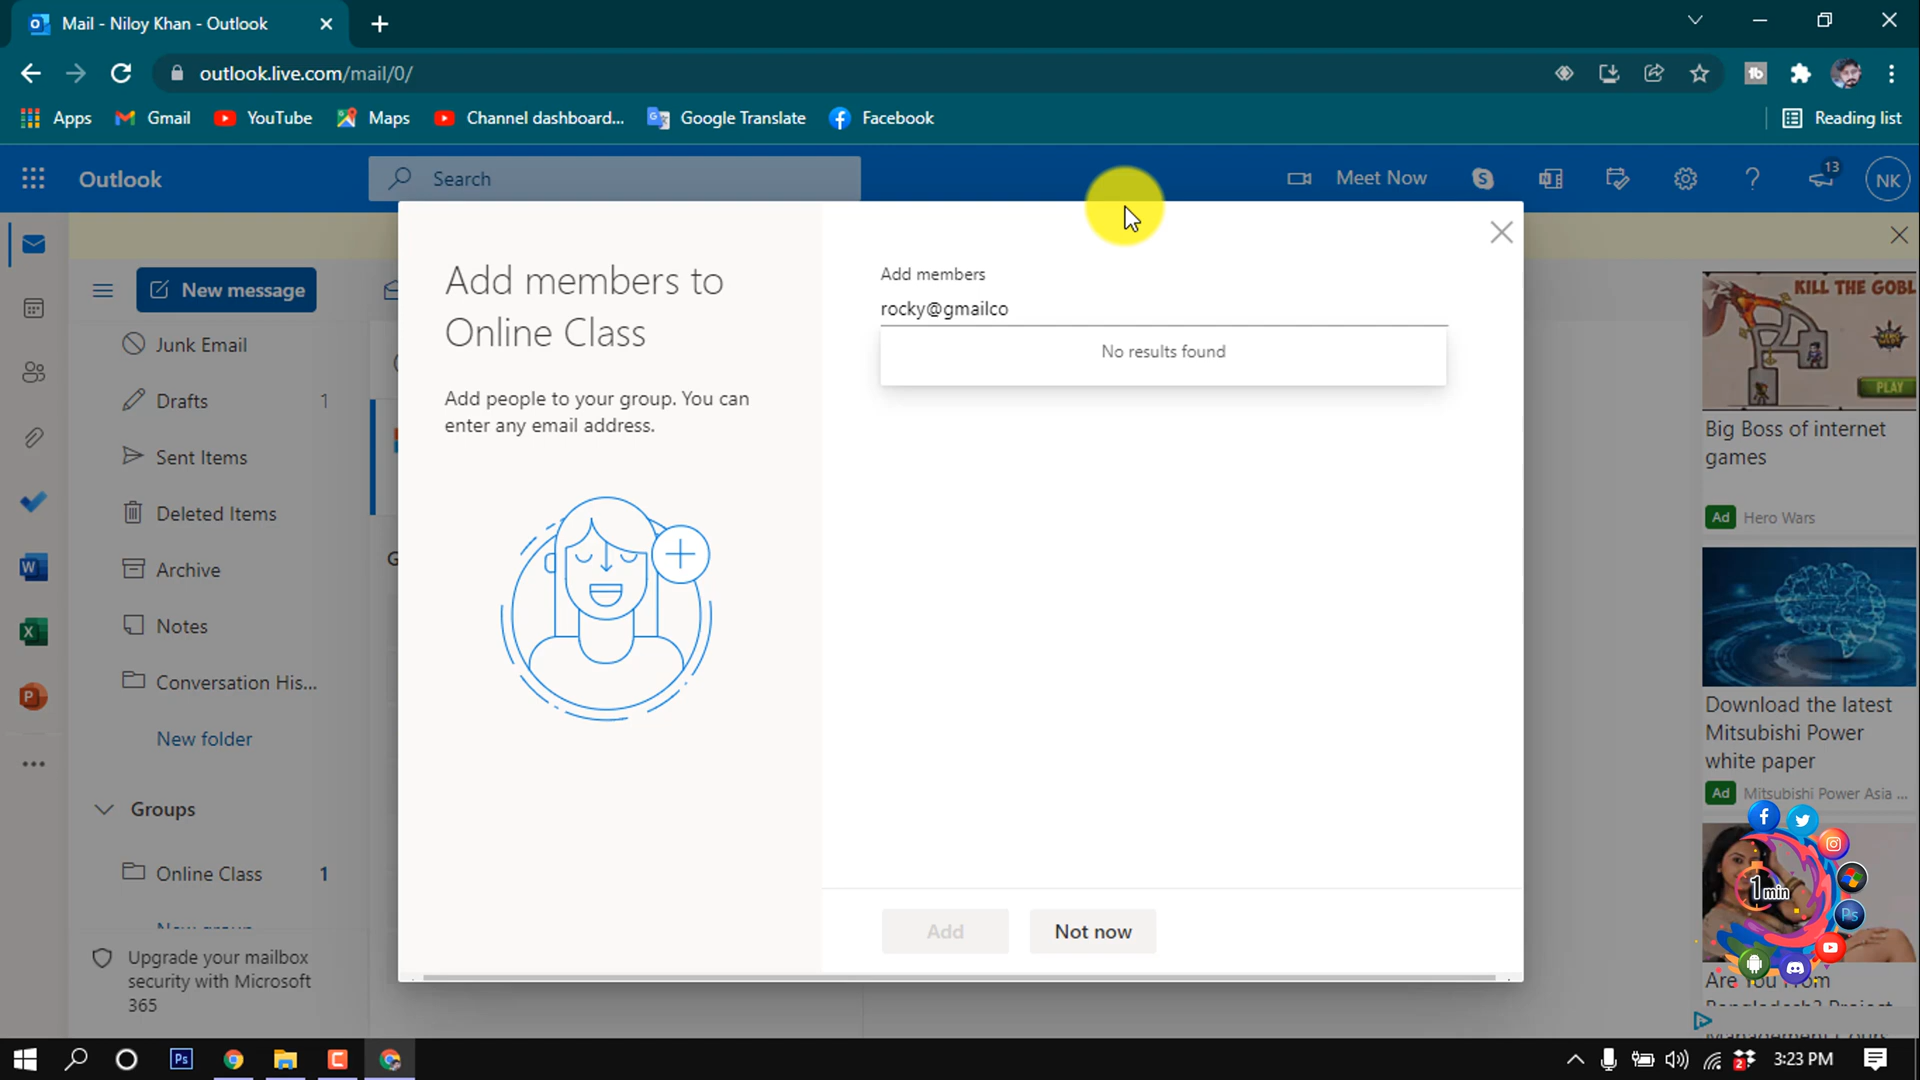 Mail - Niloy Khan - Outlook
outlook.live.com/mail/0/
Apps
Gmail
YouTube
Maps
Channel dashboard...
Google Translate
Facebook
Reading list
Outlook
Search
Meet Now
13
NK
New message
Junk Email
Drafts 1
Sent Items
Deleted Items
Archive
Notes
Conversation His...
New folder
Groups
Online Class 1
Upgrade your mailbox
security with Microsoft
365
Add members to
Online Class
Add people to your group. You can
enter any email address.
Add members
rocky@gmailco
No results found
Add
Not now
KILL THE GOBL
PLAY
Big Boss of internet
games
Ad Hero Wars
Download the latest
Mitsubishi Power
white paper
Ad Mitsubishi Power Asia ...
1min
Ps
Are You From
3:23 PM